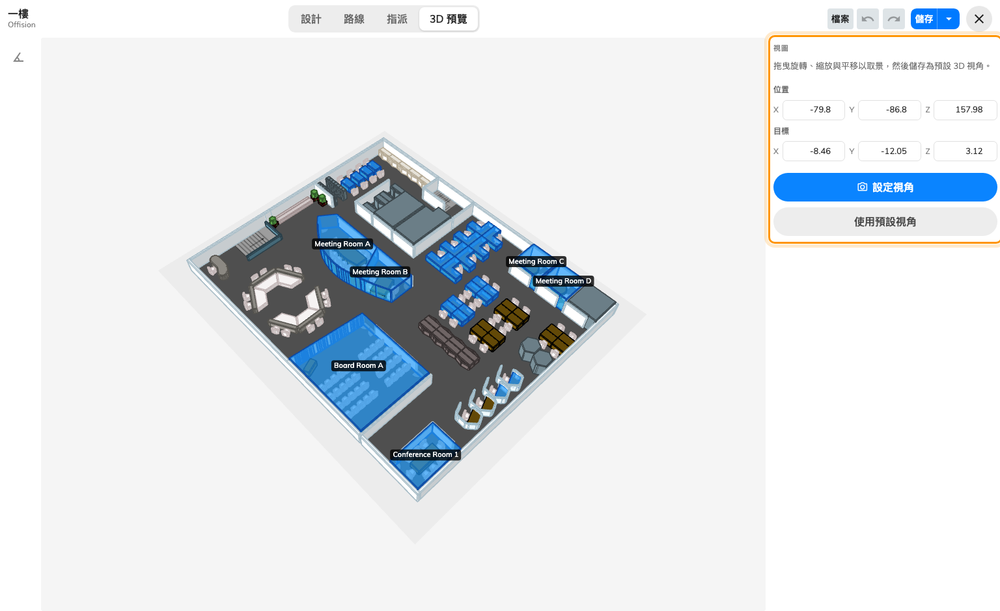 一樓
Offision
設計
路線
指派
3D 預覽
檔案
儲存
視圖
拖曳旋轉、縮放與平移以取景，然後儲存為預設 3D 視角。
位置
X -79.8 Y -86.8 Z 157.98
目標
X -8.46 Y -12.05 Z 3.12
設定視角
使用預設視角
Meeting Room A
Meeting Room B
Meeting Room C
Meeting Room D
Board Room A
Conference Room 1